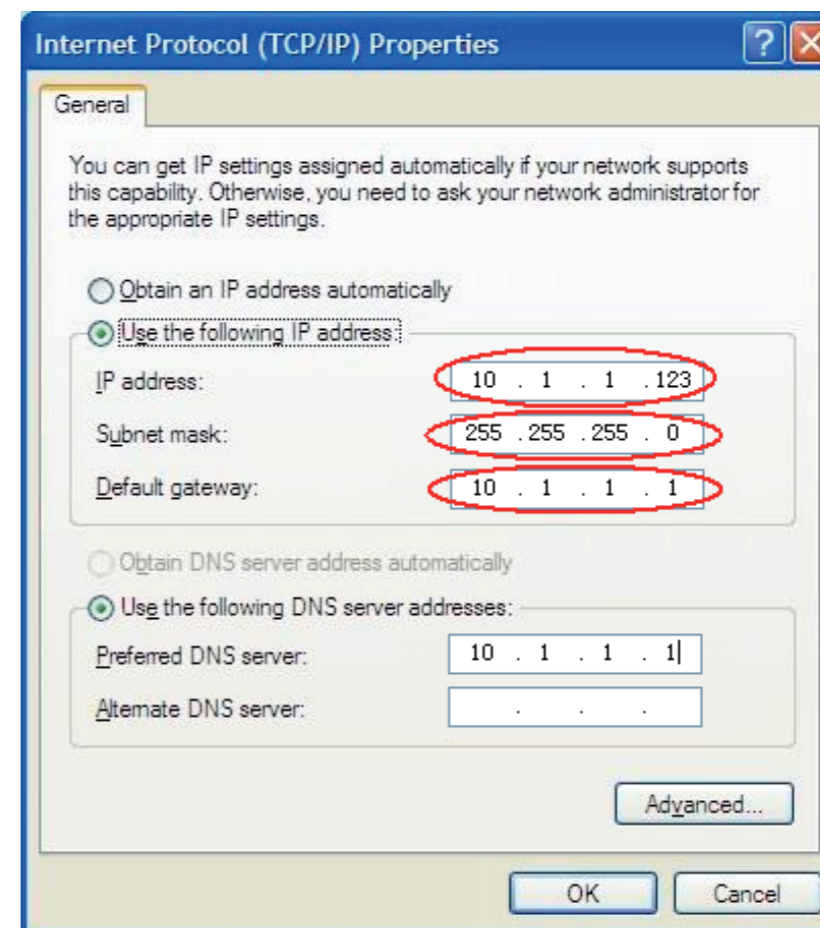 Internet Protocol (TCP/IP) Properties
General
You can get IP settings assigned automatically if your network supports
this capability. Otherwise, you need to ask your network administrator for
the appropriate IP settings.
Obtain an IP address automatically
Use the following IP address:
IP address: 10 . 1 . 1 .123
Subnet mask: 255 .255 .255 . 0
Default gateway: 10 . 1 . 1 . 1
Obtain DNS server address automatically
Use the following DNS server addresses:
Preferred DNS server: 10 . 1 . 1 . 1
Alternate DNS server: . . .
Advanced...
OK Cancel